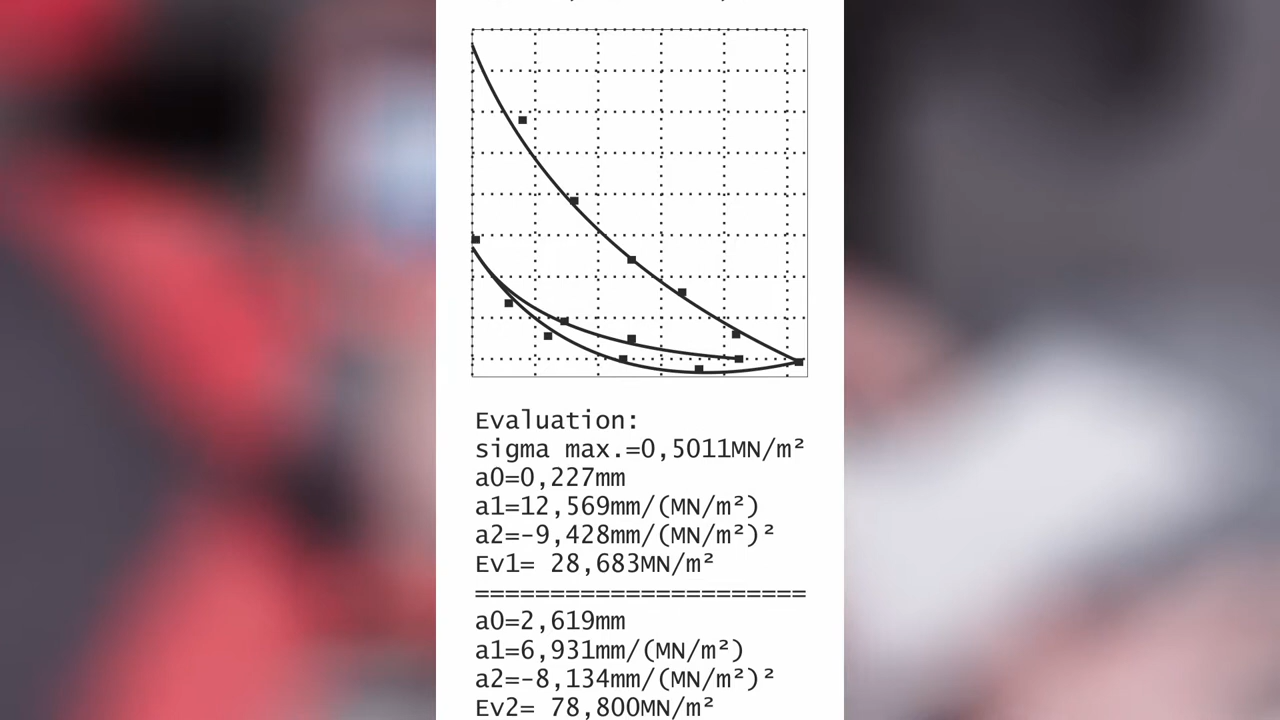 Evaluation:
sigma max.=0,5011MN/m²
a0=0,227mm
a1=12,569mm/(MN/m²)
a2=-9,428mm/(MN/m²)²
Ev1= 28,683MN/m²
======================
a0=2,619mm
a1=6,931mm/(MN/m²)
a2=-8,134mm/(MN/m²)²
Ev2= 78,800MN/m²